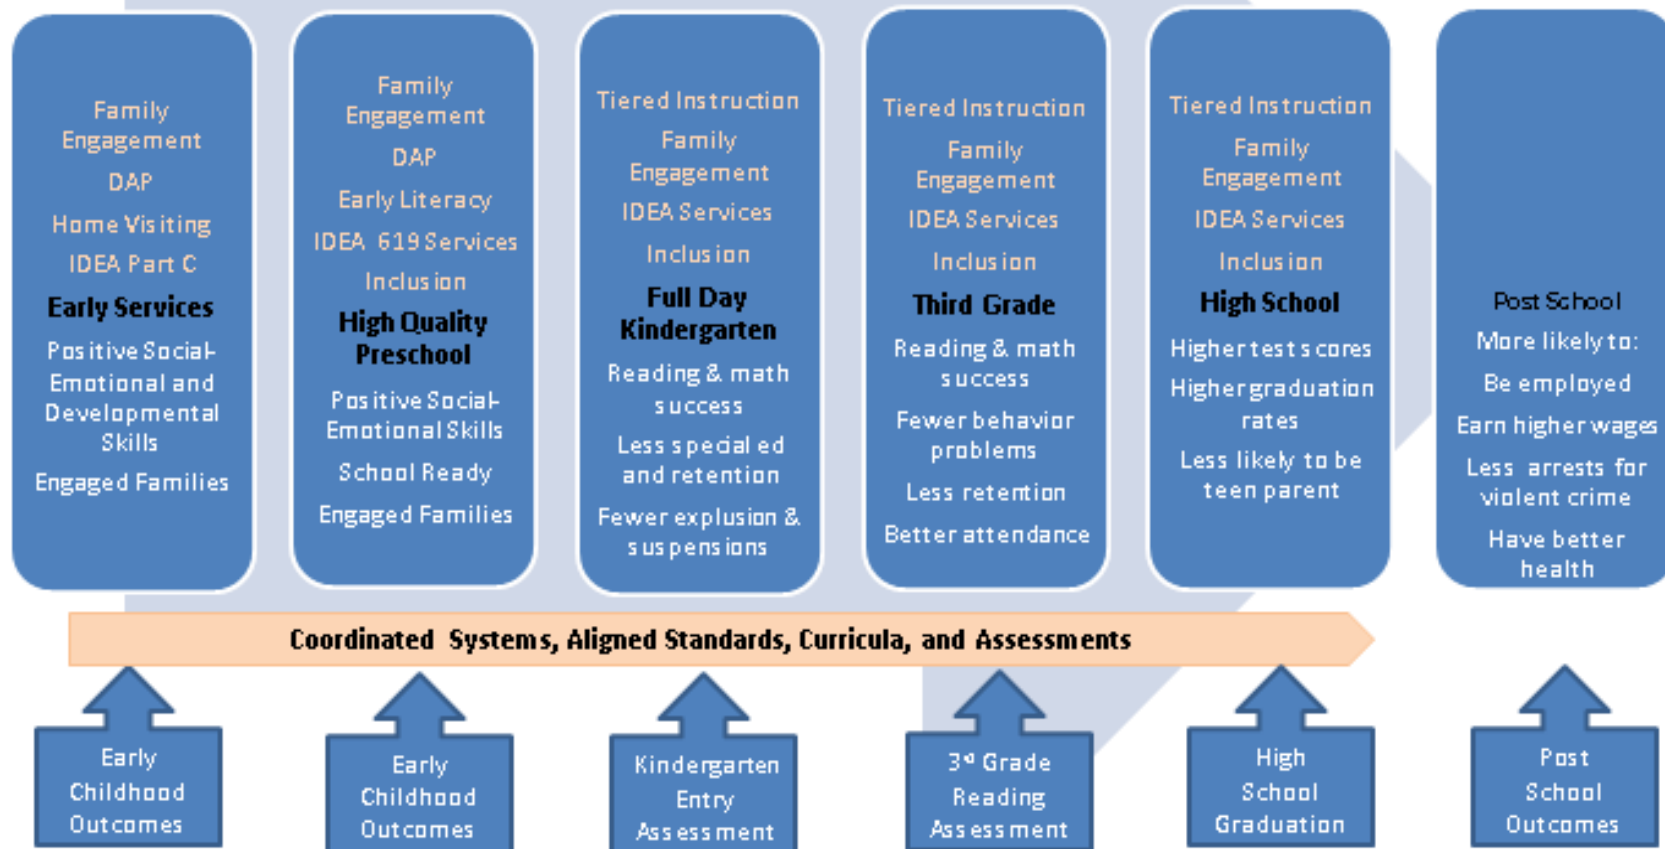 Family
Engagement
DAP
Home Visiting
IDEA Part C
Early Services
Positive Social-
Emotional and
Developmental
Skills
Engaged Families
Family
Engagement
DAP
Early Literacy
IDEA 619 Services
Inclusion
High Quality
Preschool
Positive Social-
Emotional Skills
School Ready
Engaged Families
Tiered Instruction
Family
Engagement
IDEA Services
Inclusion
Full Day
Kindergarten
Reading & math
success
Less special ed
and retention
Fewer explusion &
suspensions
Tiered Instruction
Family
Engagement
IDEA Services
Inclusion
Third Grade
Reading & math
success
Fewer behavior
problems
Less retention
Better attendance
Tiered Instruction
Family
Engagement
IDEA Services
Inclusion
High School
Higher test scores
Higher graduation
rates
Less likely to be
teen parent
Post School
More likely to:
Be employed
Earn higher wages
Less arrests for
violent crime
Have better
health
Coordinated Systems, Aligned Standards, Curricula, and Assessments
Early
Childhood
Outcomes
Early
Childhood
Outcomes
Kindergarten
Entry
Assessment
3rd Grade
Reading
Assessment
High
School
Graduation
Post
School
Outcomes